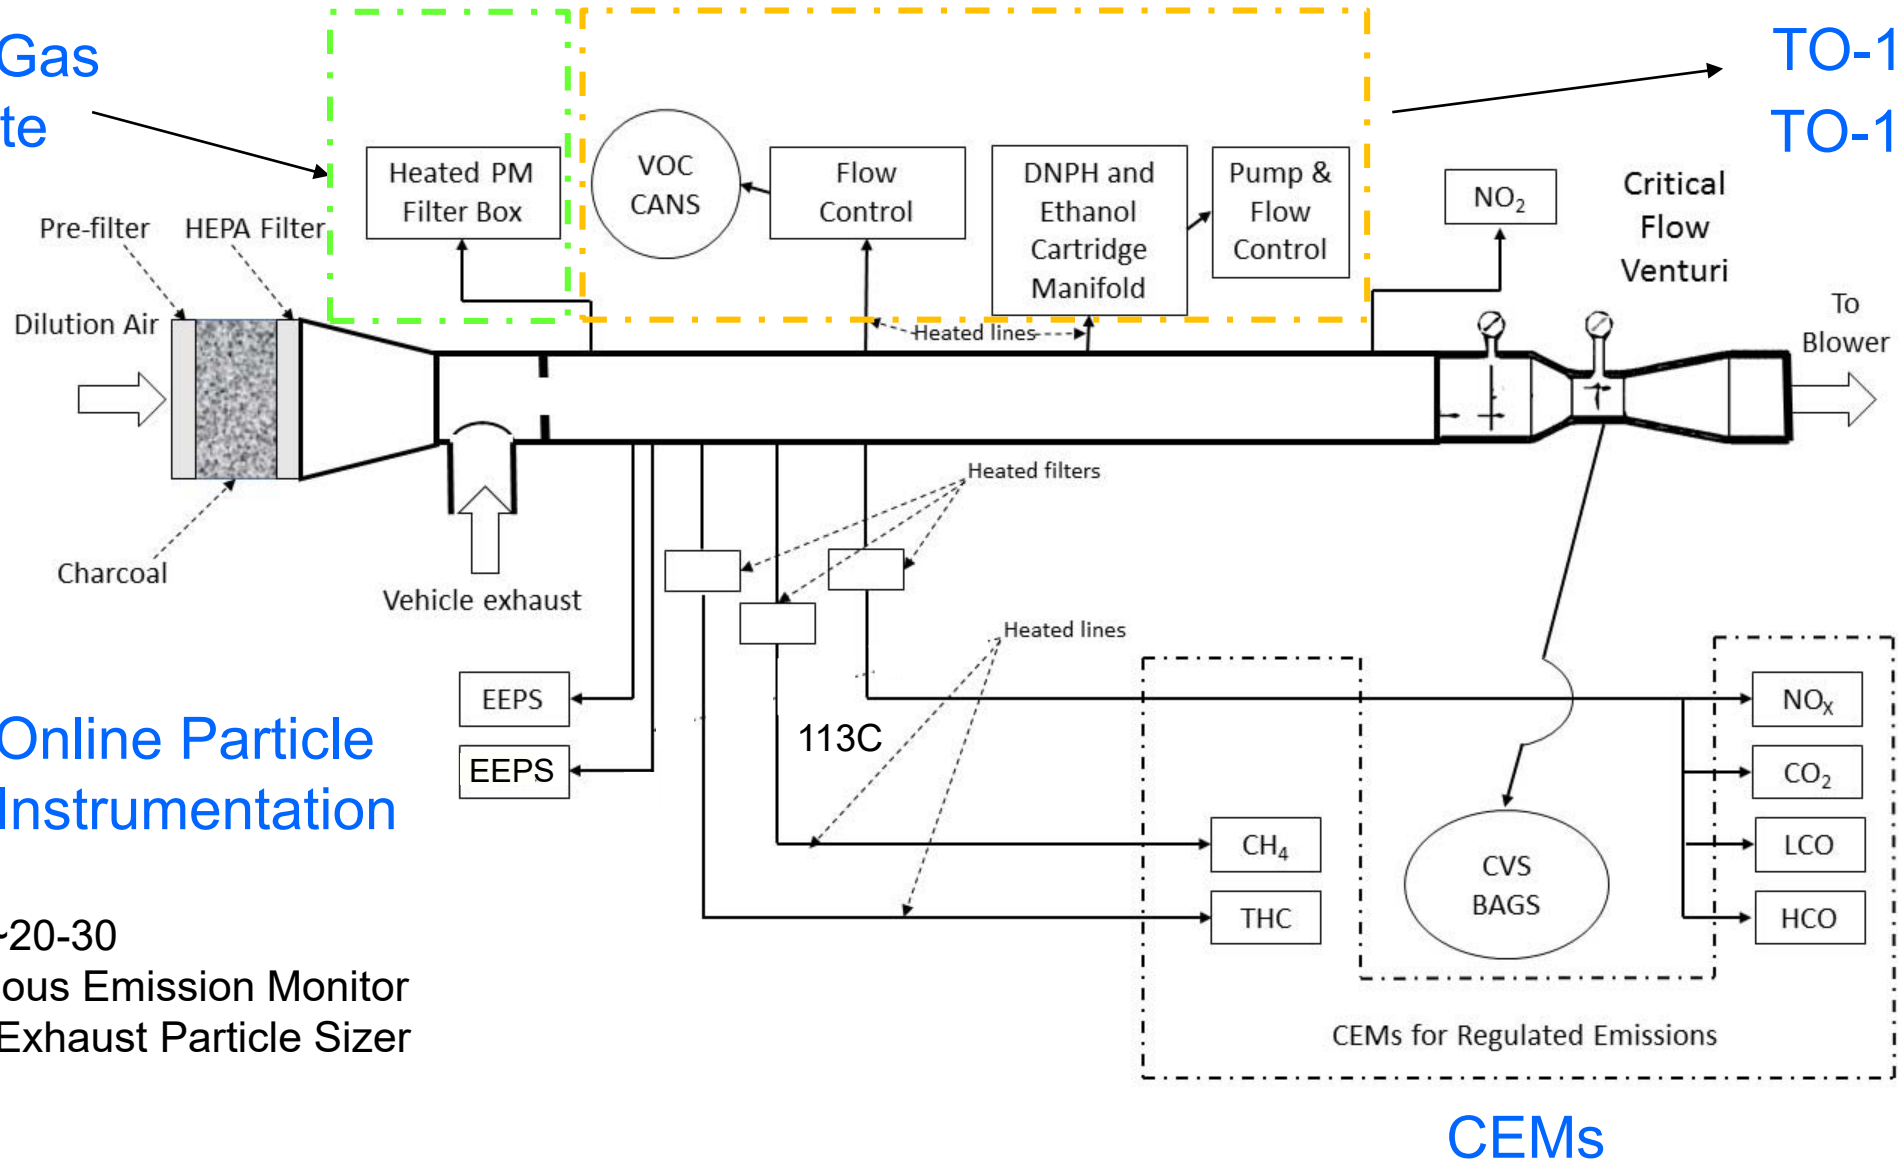 Gas
te
TO-1
TO-1
Heated PM
Filter Box
VOC
CANS
Flow
Control
DNPH and
Ethanol
Cartridge
Manifold
Pump &
Flow
Control
NO₂
Critical
Flow
Venturi
Pre-filter
HEPA Filter
Dilution Air
Heated lines
To
Blower
Heated filters
Charcoal
Vehicle exhaust
Heated lines
EEPS
EEPS
113C
Online Particle
Instrumentation
NOX
CO₂
LCO
HCO
CH₄
THC
CVS
BAGS
~20-30
ous Emission Monitor
Exhaust Particle Sizer
CEMs for Regulated Emissions
CEMs